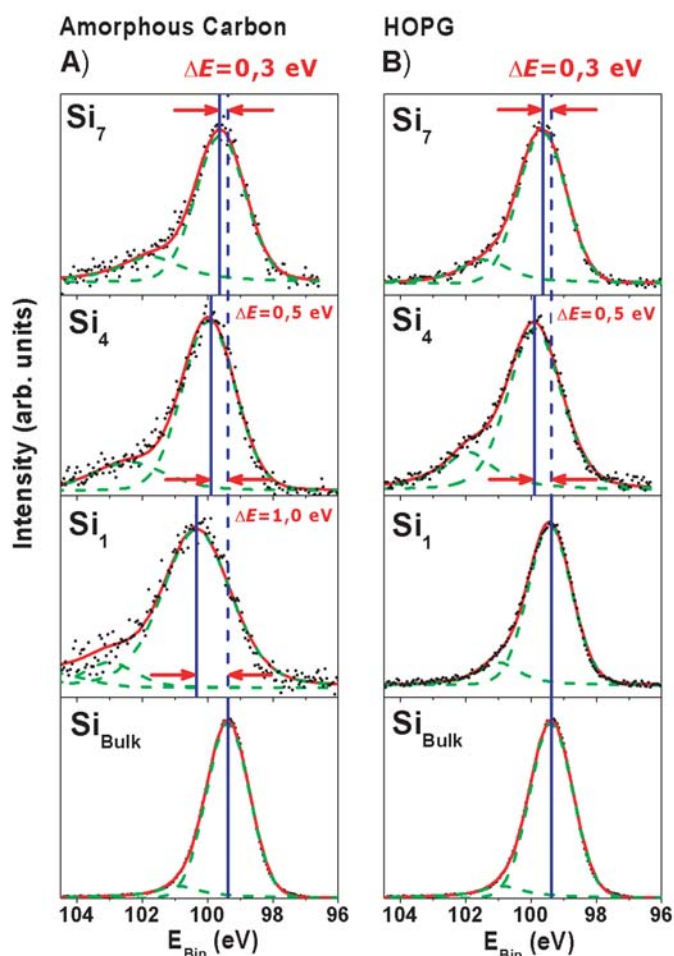 Amorphous Carbon
A)
ΔE=0,3 eV
Si7
Si4
ΔE=0,5 eV
Si1
ΔE=1,0 eV
SiBulk
104 102 100 98 96
EBin (eV)
Intensity (arb. units)
HOPG
B)
ΔE=0,3 eV
Si7
Si4
ΔE=0,5 eV
Si1
SiBulk
104 102 100 98 96
EBin (eV)